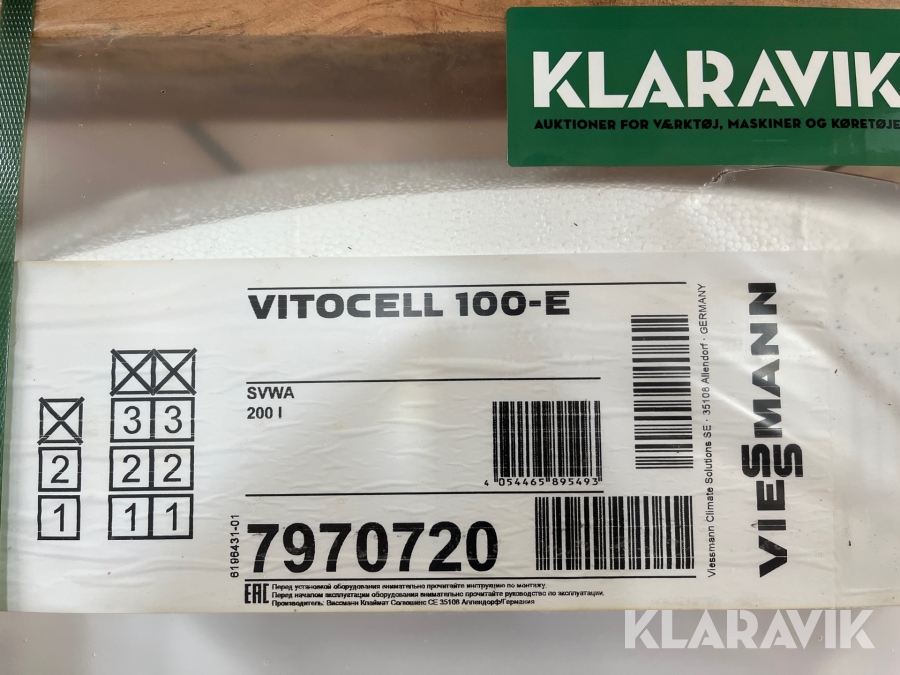 KLARAVIK
AUKTIONER FOR VÆRKTØJ, MASKINER OG KØRETØJE
VITOCELL 100-E
SVWA
200 l
3 3
2 2 2
1 1 1
4 054465 895493
7970720
6196431-01
EAC Перед установкой оборудования внимательно прочитайте инструкцию по монтажу.
Перед началом эксплуатации оборудования внимательно прочитайте руководство по эксплуатации.
Производитель: Виссманн Клаймат Солюшенс СЕ 35108 Аллендорф/Германия
Viessmann Climate Solutions SE · 35108 Allendorf · GERMANY
VIESSMANN
KLARAVIK